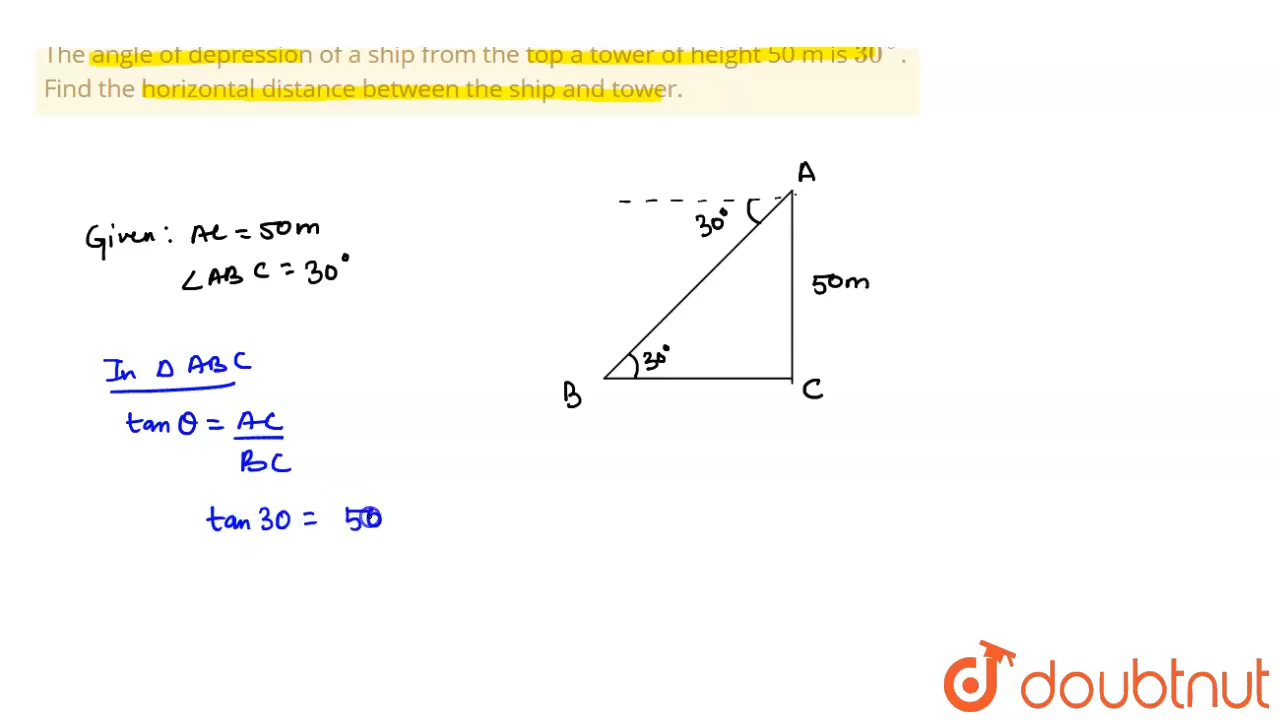 The angle of depression of a ship from the top a tower of height 50 m is 30°.
Find the horizontal distance between the ship and tower.
A
30°
Given: AC = 50m
∠ABC = 30°
50m
30°
B
C
In Δ ABC
tan θ = AC
BC
tan 30 = 50
doubtnut